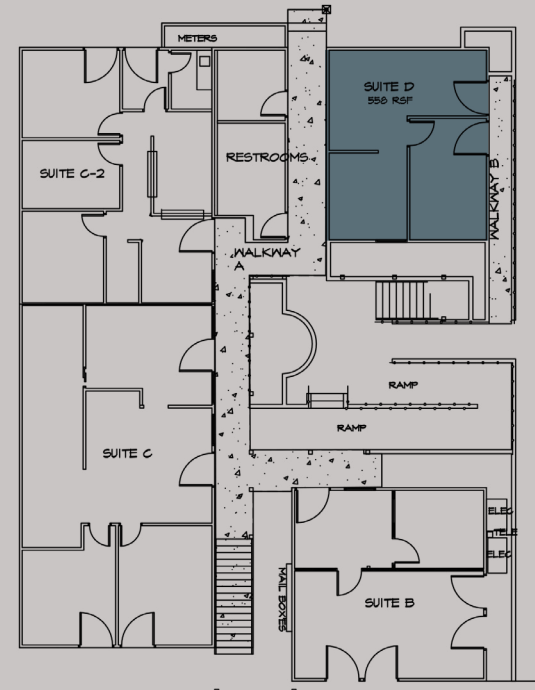 METERS
SUITE D
558 RSF
RESTROOMS
SUITE C-2
WALKWAY B
WALKWAY
A
RAMP
RAMP
SUITE C
ELEC
TELE
ELEC
MAIL BOXES
SUITE B